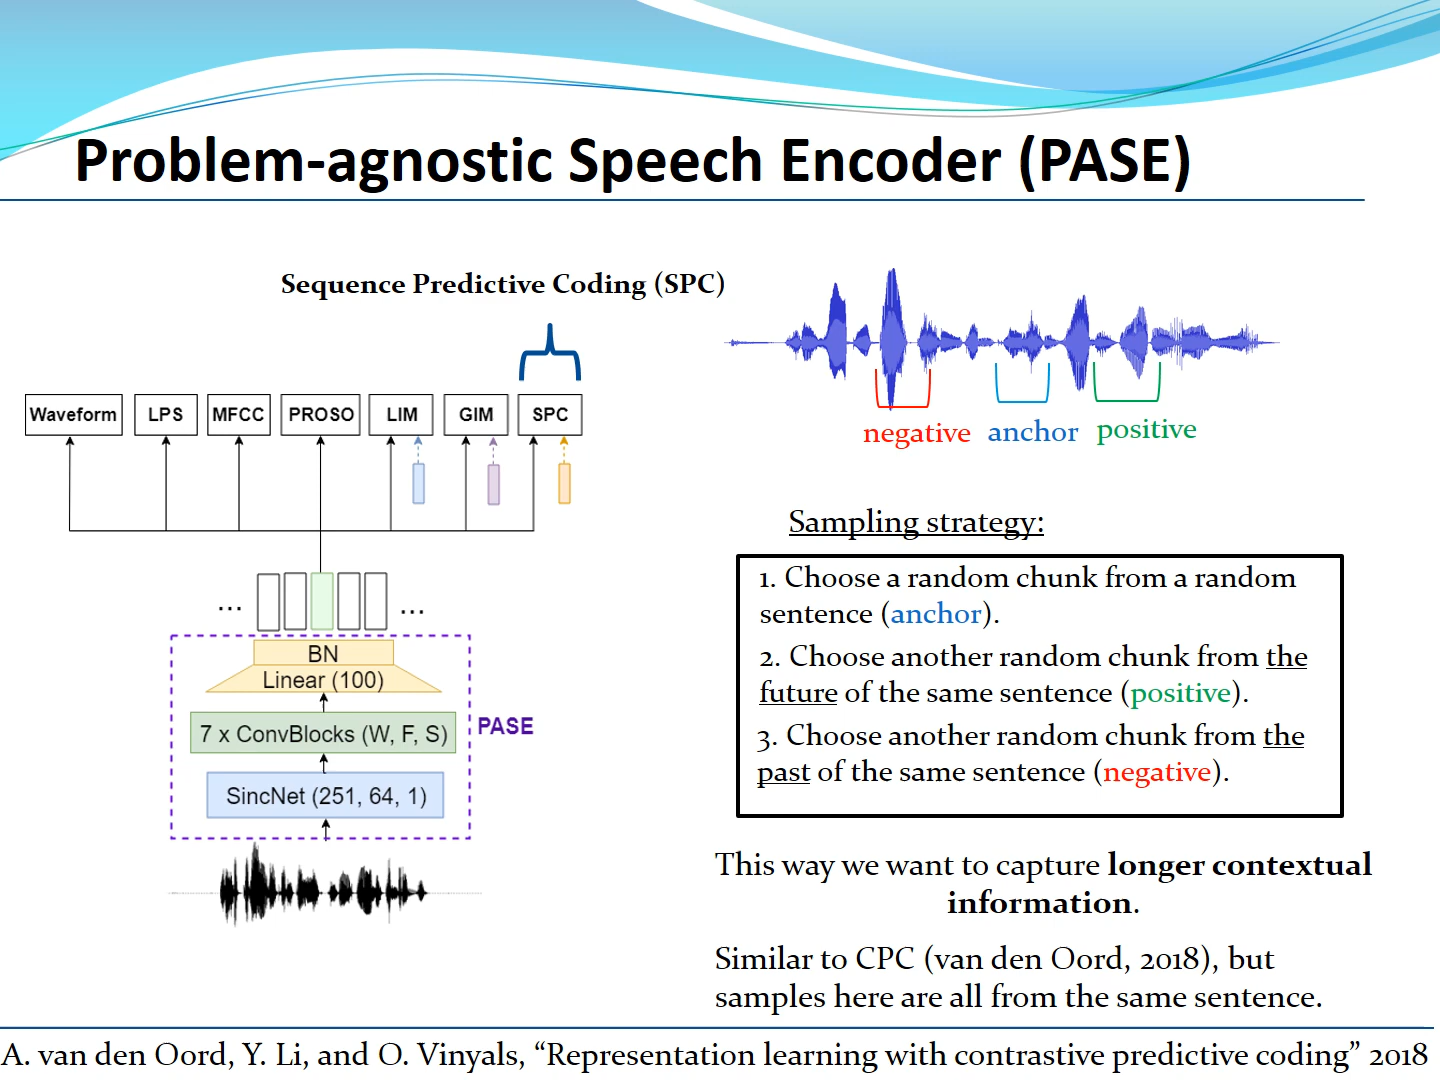 Problem-agnostic Speech Encoder (PASE)
Sequence Predictive Coding (SPC)
Waveform
LPS
MFCC
PROSO
LIM
GIM
SPC
... ...
BN
Linear (100)
7 x ConvBlocks (W, F, S)
PASE
SincNet (251, 64, 1)
negative anchor positive
Sampling strategy:
1. Choose a random chunk from a random
sentence (anchor).
2. Choose another random chunk from the
future of the same sentence (positive).
3. Choose another random chunk from the
past of the same sentence (negative).
This way we want to capture longer contextual
information.
Similar to CPC (van den Oord, 2018), but
samples here are all from the same sentence.
A. van den Oord, Y. Li, and O. Vinyals, “Representation learning with contrastive predictive coding” 2018